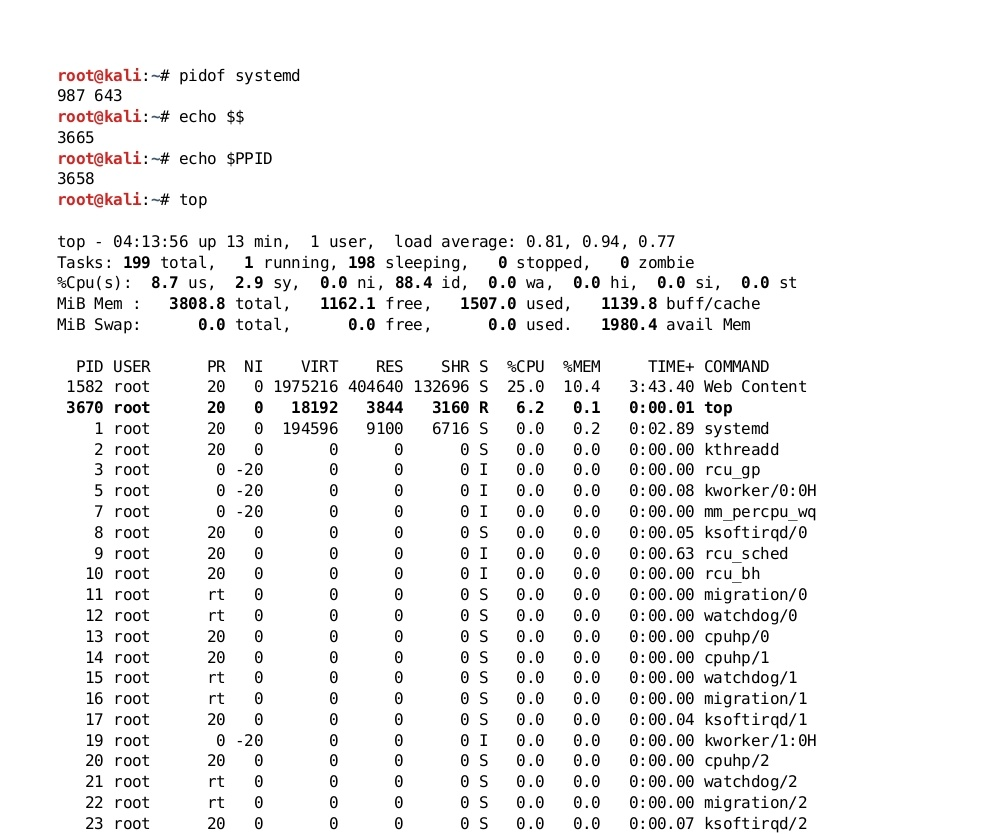 root@kali:~# pidof systemd
987 643
root@kali:~# echo $$
3665
root@kali:~# echo $PPID
3658
root@kali:~# top
top - 04:13:56 up 13 min,  1 user,  load average: 0.81, 0.94, 0.77
Tasks: 199 total,   1 running, 198 sleeping,   0 stopped,   0 zombie
%Cpu(s):  8.7 us,  2.9 sy,  0.0 ni, 88.4 id,  0.0 wa,  0.0 hi,  0.0 si,  0.0 st
MiB Mem :   3808.8 total,   1162.1 free,   1507.0 used,   1139.8 buff/cache
MiB Swap:      0.0 total,      0.0 free,      0.0 used.   1980.4 avail Mem
  PID USER      PR  NI    VIRT    RES    SHR S  %CPU  %MEM     TIME+ COMMAND
 1582 root      20   0 1975216 404640 132696 S  25.0  10.4   3:43.40 Web Content
 3670 root      20   0   18192   3844   3160 R   6.2   0.1   0:00.01 top
    1 root      20   0  194596   9100   6716 S   0.0   0.2   0:02.89 systemd
    2 root      20   0       0      0      0 S   0.0   0.0   0:00.00 kthreadd
    3 root       0 -20       0      0      0 I   0.0   0.0   0:00.00 rcu_gp
    5 root       0 -20       0      0      0 I   0.0   0.0   0:00.08 kworker/0:0H
    7 root       0 -20       0      0      0 I   0.0   0.0   0:00.00 mm_percpu_wq
    8 root      20   0       0      0      0 S   0.0   0.0   0:00.05 ksoftirqd/0
    9 root      20   0       0      0      0 I   0.0   0.0   0:00.63 rcu_sched
   10 root      20   0       0      0      0 I   0.0   0.0   0:00.00 rcu_bh
   11 root      rt   0       0      0      0 S   0.0   0.0   0:00.00 migration/0
   12 root      rt   0       0      0      0 S   0.0   0.0   0:00.00 watchdog/0
   13 root      20   0       0      0      0 S   0.0   0.0   0:00.00 cpuhp/0
   14 root      20   0       0      0      0 S   0.0   0.0   0:00.00 cpuhp/1
   15 root      rt   0       0      0      0 S   0.0   0.0   0:00.00 watchdog/1
   16 root      rt   0       0      0      0 S   0.0   0.0   0:00.00 migration/1
   17 root      20   0       0      0      0 S   0.0   0.0   0:00.04 ksoftirqd/1
   19 root       0 -20       0      0      0 I   0.0   0.0   0:00.00 kworker/1:0H
   20 root      20   0       0      0      0 S   0.0   0.0   0:00.00 cpuhp/2
   21 root      rt   0       0      0      0 S   0.0   0.0   0:00.00 watchdog/2
   22 root      rt   0       0      0      0 S   0.0   0.0   0:00.00 migration/2
   23 root      20   0       0      0      0 S   0.0   0.0   0:00.07 ksoftirqd/2